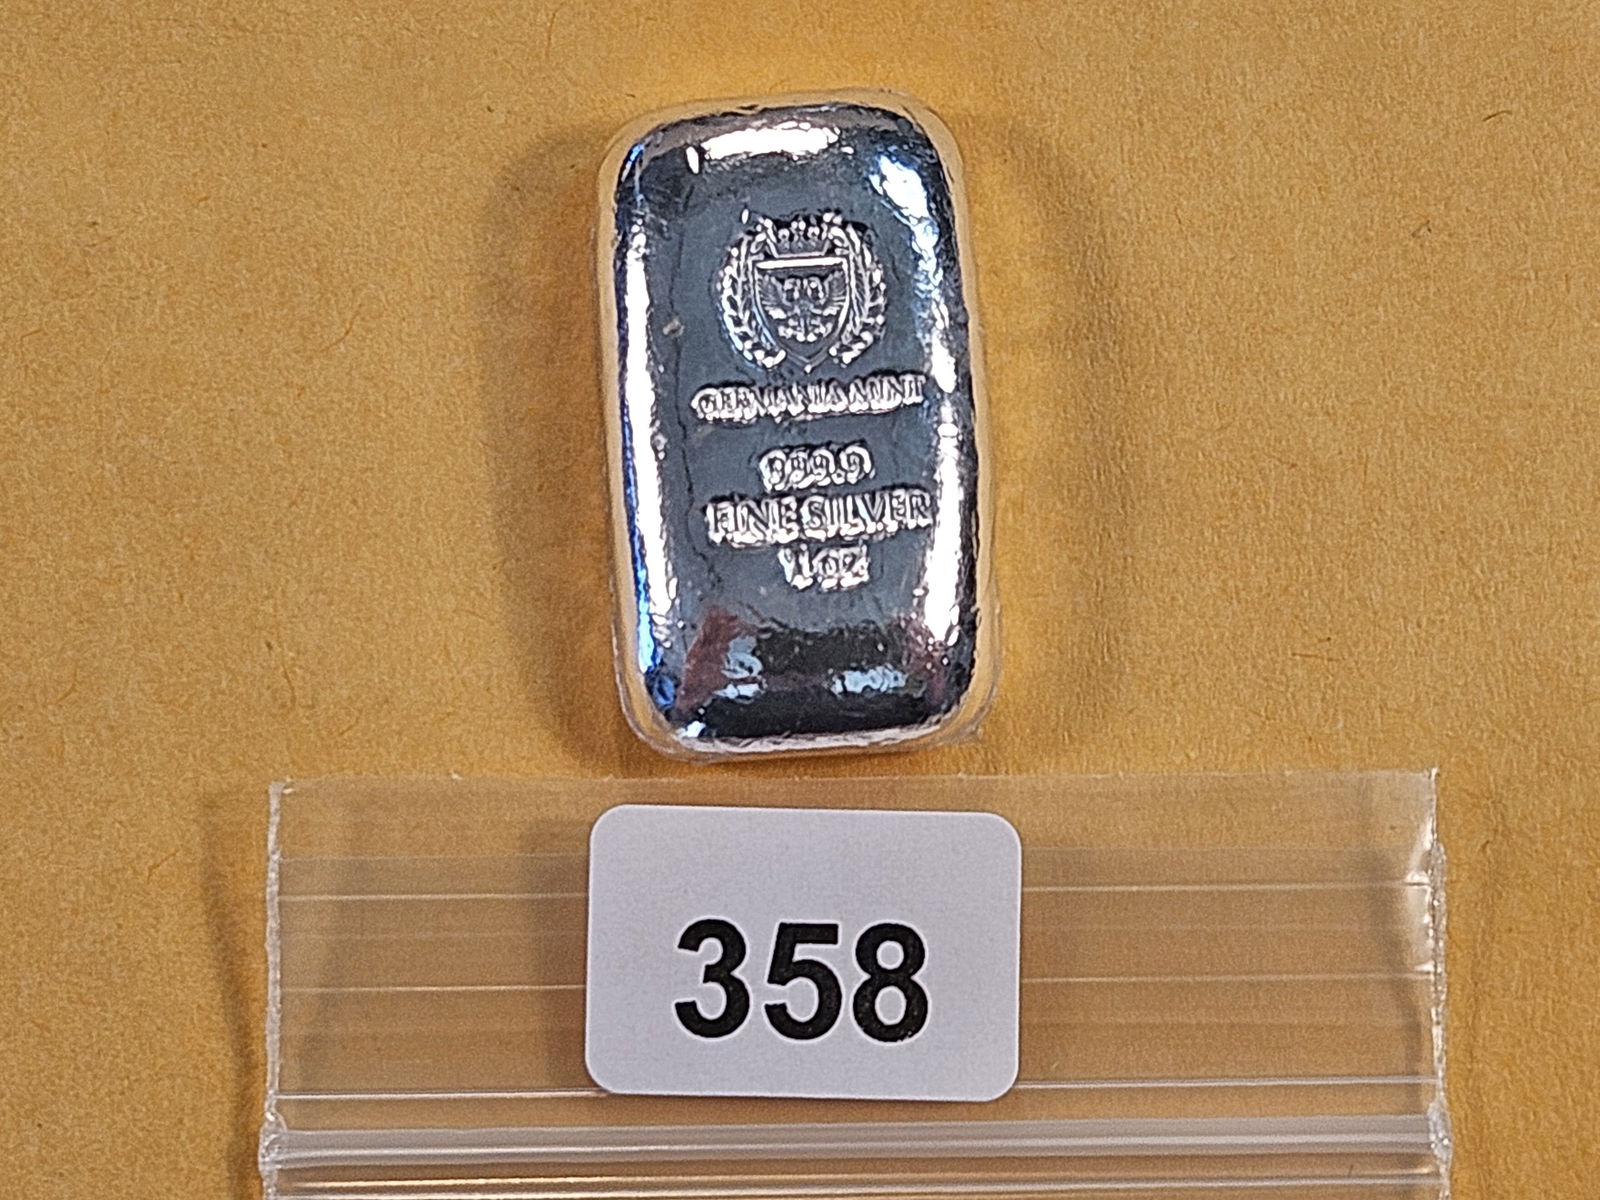 GERMANIA MINT
999.9
FINE SILVER
1 oz
358